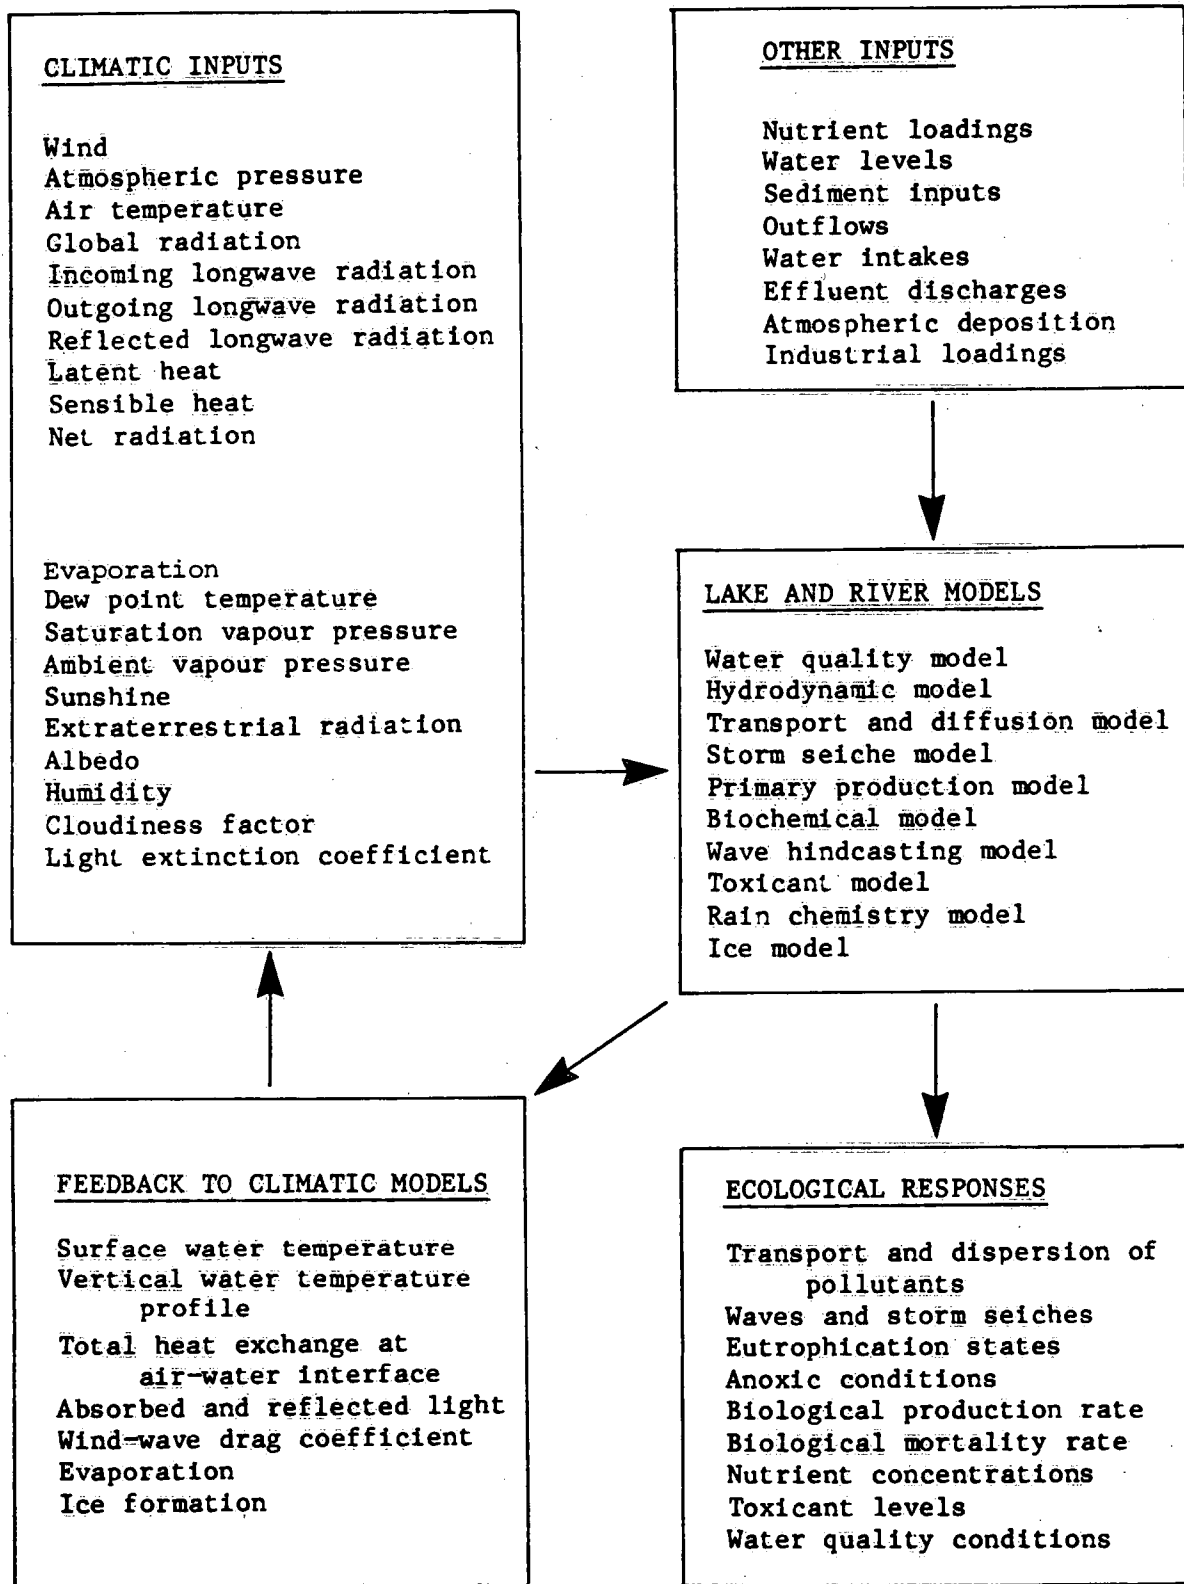 CLIMATIC INPUTS
Wind
Atmospheric pressure
Air temperature
Global radiation
Incoming longwave radiation
Outgoing longwave radiation
Reflected longwave radiation
Latent heat
Sensible heat
Net radiation
Evaporation
Dew point temperature
Saturation vapour pressure
Ambient vapour pressure
Sunshine
Extraterrestrial radiation
Albedo
Humidity
Cloudiness factor
Light extinction coefficient
OTHER INPUTS
Nutrient loadings
Water levels
Sediment inputs
Outflows
Water intakes
Effluent discharges
Atmospheric deposition
Industrial loadings
LAKE AND RIVER MODELS
Water quality model
Hydrodynamic model
Transport and diffusion model
Storm seiche model
Primary production model
Biochemical model
Wave hindcasting model
Toxicant model
Rain chemistry model
Ice model
FEEDBACK TO CLIMATIC MODELS
Surface water temperature
Vertical water temperature
profile
Total heat exchange at
air-water interface
Absorbed and reflected light
Wind-wave drag coefficient
Evaporation
Ice formation
ECOLOGICAL RESPONSES
Transport and dispersion of
pollutants
Waves and storm seiches
Eutrophication states
Anoxic conditions
Biological production rate
Biological mortality rate
Nutrient concentrations
Toxicant levels
Water quality conditions